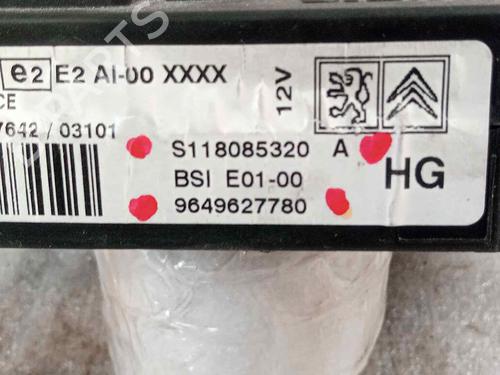 e2 E2 AI-00 XXXX
CE
7642 / 03101
12V
S118085320 A
BSI E01-00
9649627780
HG